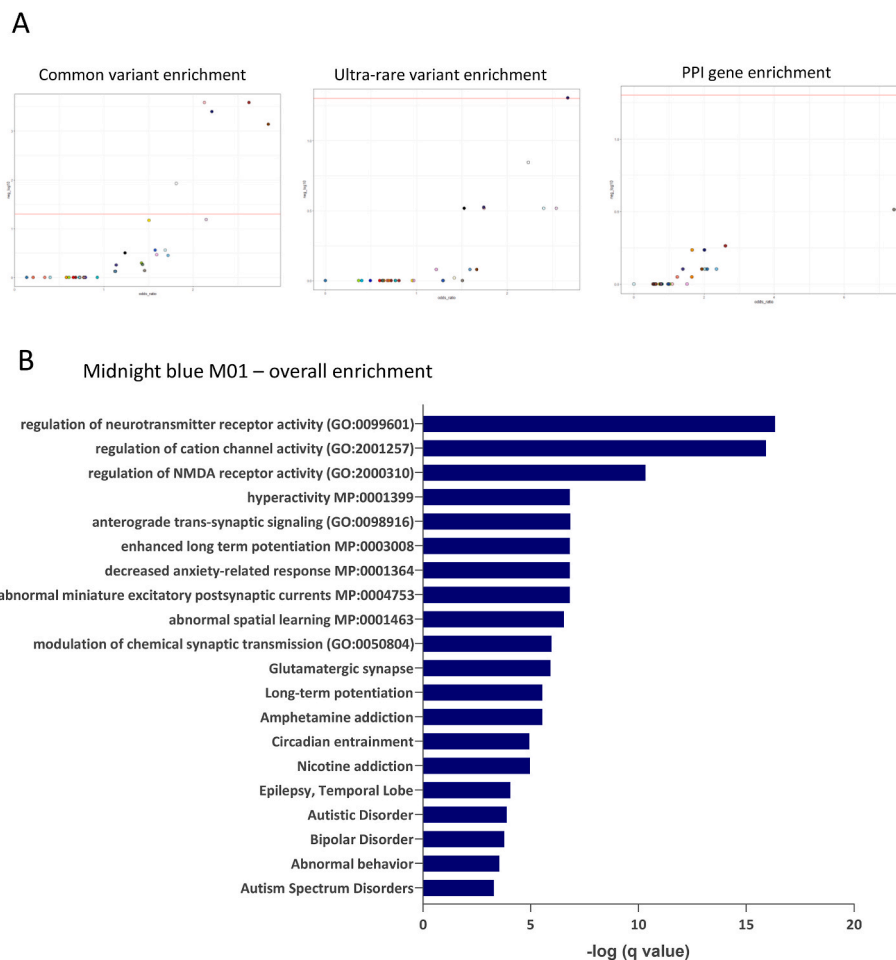 A
Common variant enrichment
Ultra-rare variant enrichment
PPI gene enrichment
odds_ratio
odds_ratio
odds_ratio
B
Midnight blue M01 – overall enrichment
regulation of neurotransmitter receptor activity (GO:0099601)
regulation of cation channel activity (GO:2001257)
regulation of NMDA receptor activity (GO:2000310)
hyperactivity MP:0001399
anterograde trans-synaptic signaling (GO:0098916)
enhanced long term potentiation MP:0003008
decreased anxiety-related response MP:0001364
abnormal miniature excitatory postsynaptic currents MP:0004753
abnormal spatial learning MP:0001463
modulation of chemical synaptic transmission (GO:0050804)
Glutamatergic synapse
Long-term potentiation
Amphetamine addiction
Circadian entrainment
Nicotine addiction
Epilepsy, Temporal Lobe
Autistic Disorder
Bipolar Disorder
Abnormal behavior
Autism Spectrum Disorders
0 5 10 15 20
-log (q value)